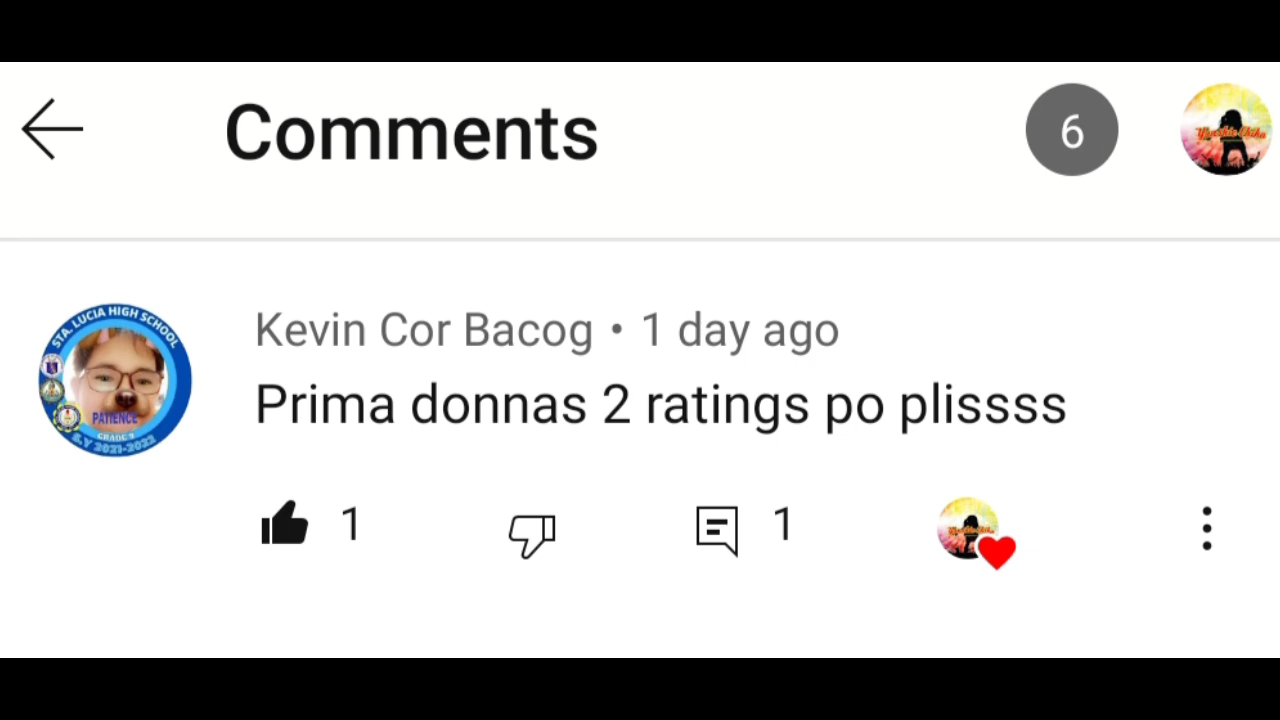 Comments
6
STA. LUCIA HIGH SCHOOL
Kevin Cor Bacog • 1 day ago
Prima donnas 2 ratings po plissss
PATIENCE
GRADE 9
S.Y 2021-2022
1
1